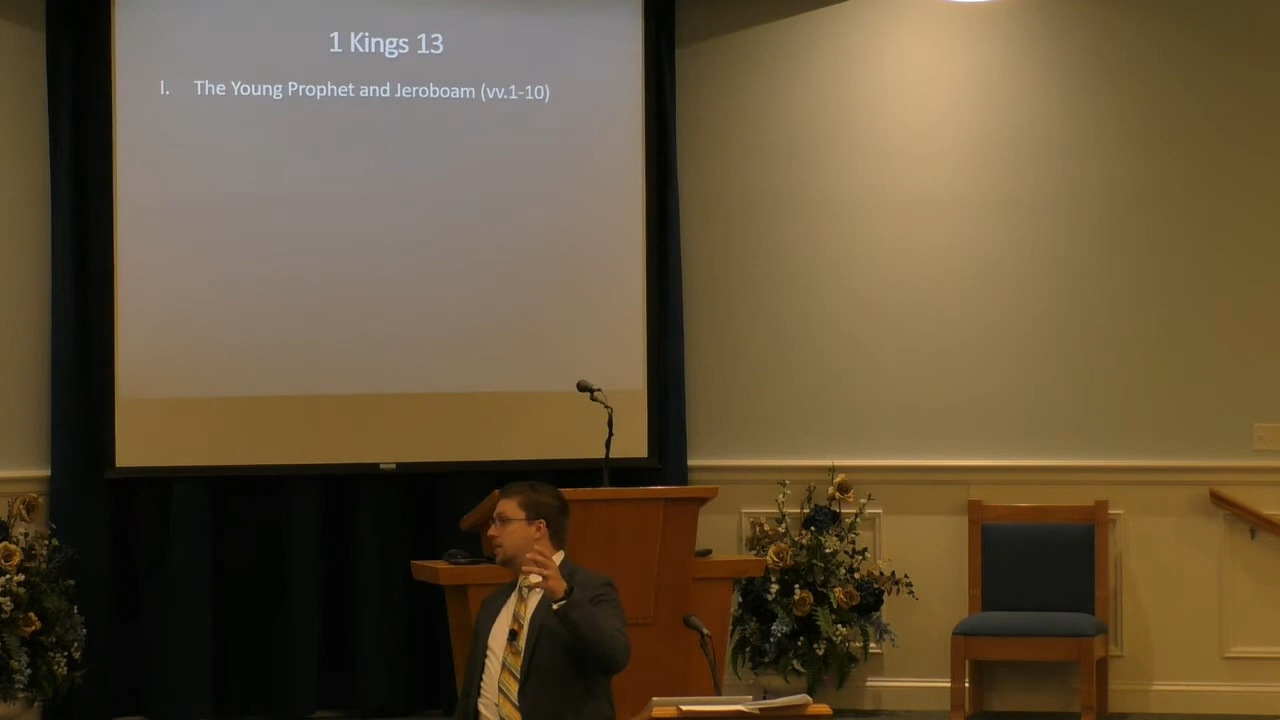 1 Kings 13
I. The Young Prophet and Jeroboam (vv.1-10)